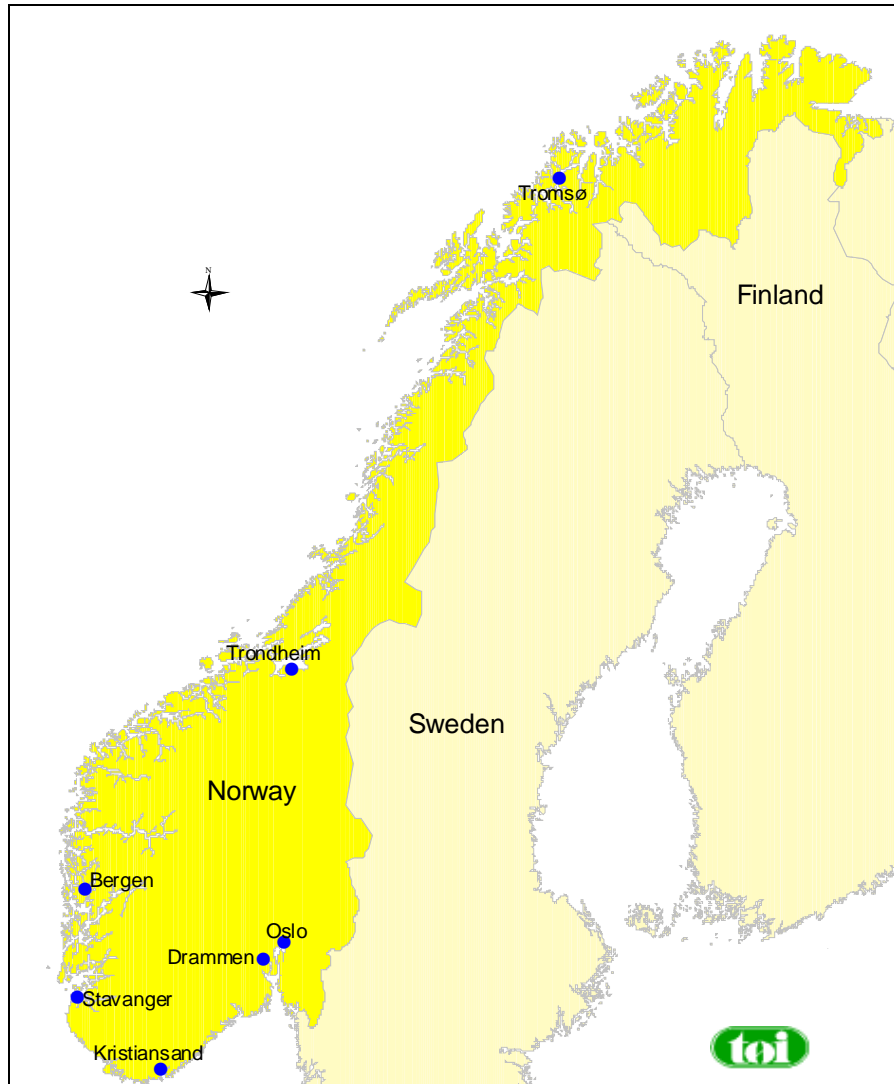 Tromsø
N
Finland
Trondheim
Sweden
Norway
Bergen
Oslo
Drammen
Stavanger
Kristiansand
tøi